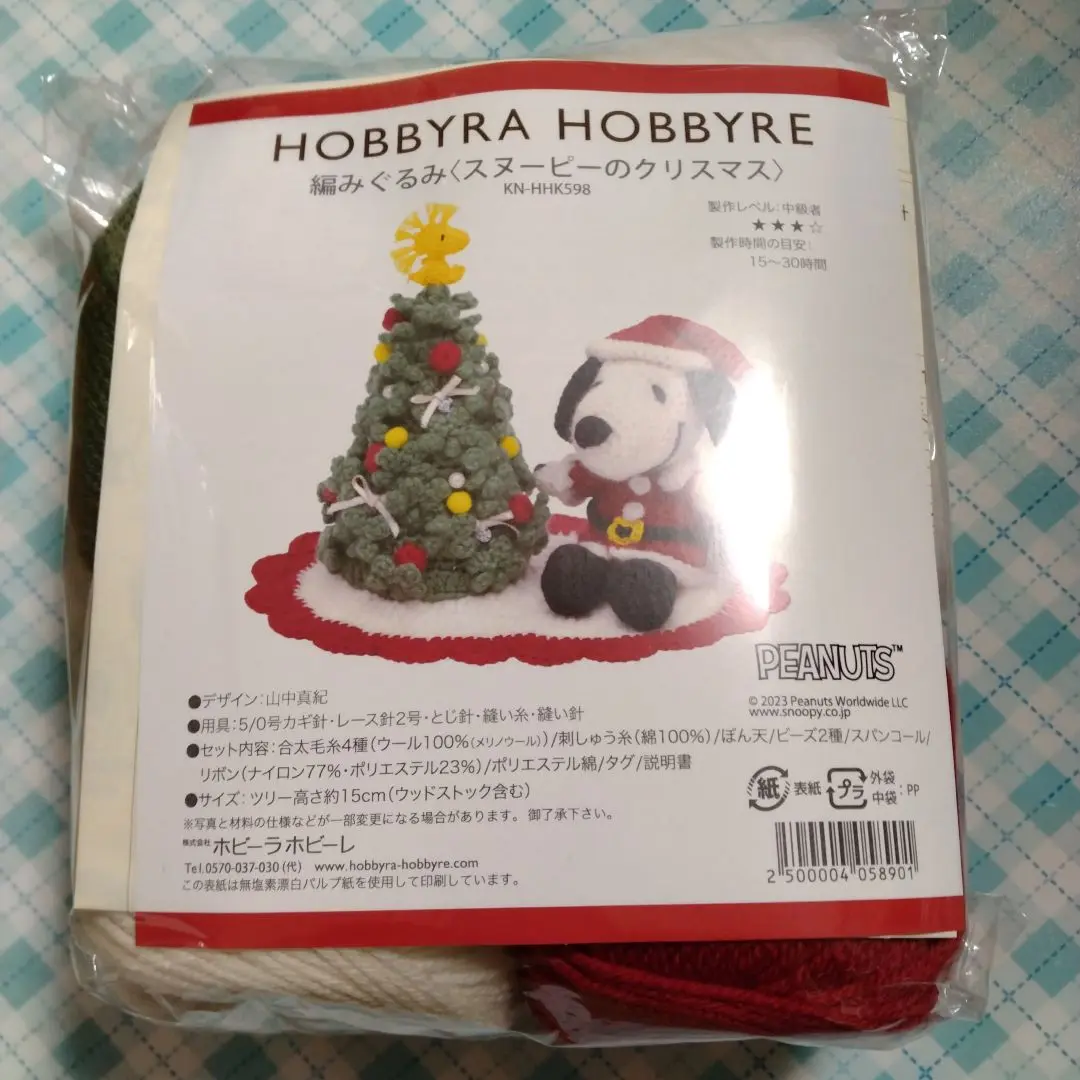 HOBBYRA HOBBYRE
編みぐるみ〈スヌーピーのクリスマス〉
KN-HHK598
製作レベル：中級者
★★★☆
製作時間の目安：
15～30時間
PEANUTS™
© 2023 Peanuts Worldwide LLC
www.snoopy.co.jp
●デザイン：山中真紀
●用具：5/0号カギ針・レース針2号・とじ針・縫い糸・縫い針
●セット内容：合太毛糸4種（ウール100%（メリノウール））/刺しゅう糸（綿100%）/ぼん天/ビーズ2種/スパンコール/
リボン（ナイロン77%・ポリエステル23%）/ポリエステル綿/タグ/説明書
●サイズ：ツリー高さ約15cm（ウッドストック含む）
※写真と材料の仕様などが一部変更になる場合があります。御了承下さい。
株式会社 ホビーラホビーレ
Tel.0570-037-030（代） www.hobbyra-hobbyre.com
この表紙は無塩素漂白パルプ紙を使用して印刷しています。
紙 表紙 プラ 外袋
中袋：PP
2 500004 058901